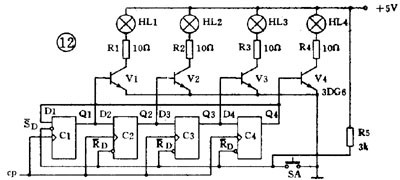 ⑫
HL1 HL2 HL3 HL4 +5V
R1 10Ω R2 10Ω R3 10Ω R4 10Ω
V1 V2 V3 V4
3DG6
D1 Q1 D2 Q2 D3 Q3 D4 Q4
S̄D C1 C2 C3 C4 R5
R̄D R̄D R̄D 3k
cp SA